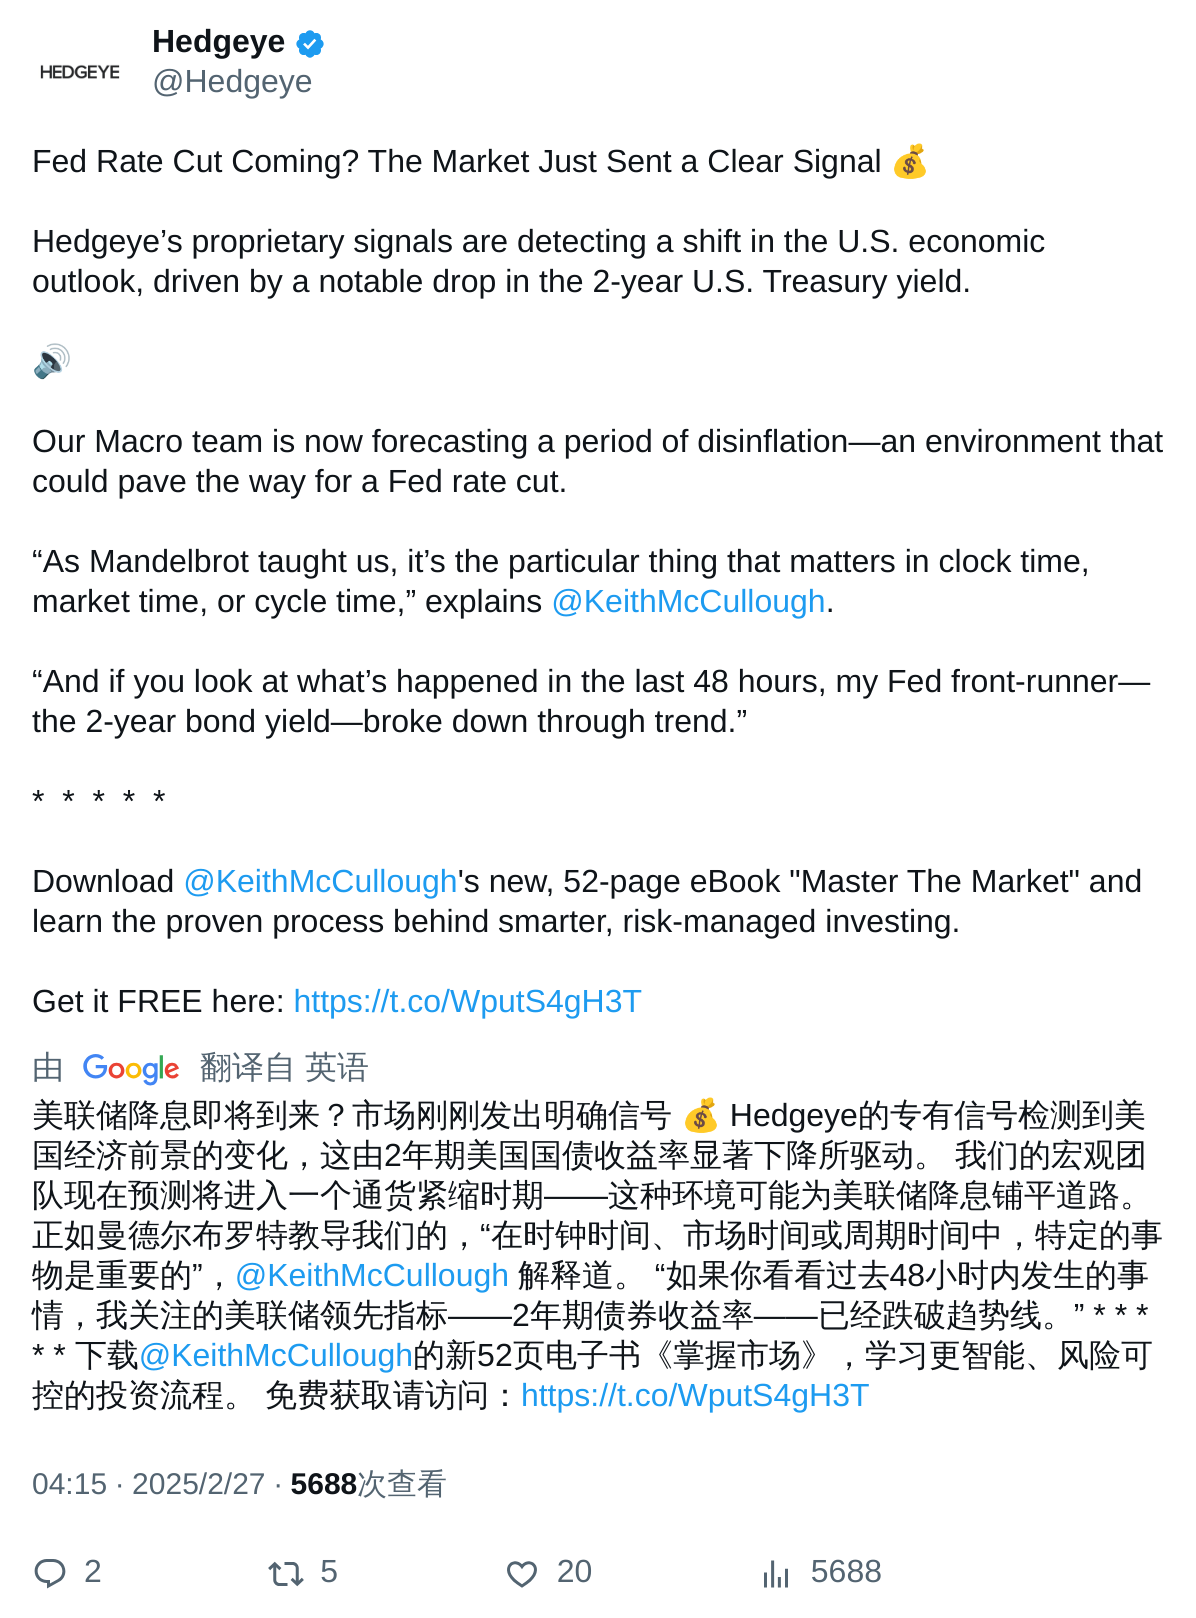 HEDGEYE
Hedgeye
@Hedgeye
Fed Rate Cut Coming? The Market Just Sent a Clear Signal 💰
Hedgeye’s proprietary signals are detecting a shift in the U.S. economic
outlook, driven by a notable drop in the 2-year U.S. Treasury yield.
🔊
Our Macro team is now forecasting a period of disinflation—an environment that
could pave the way for a Fed rate cut.
“As Mandelbrot taught us, it’s the particular thing that matters in clock time,
market time, or cycle time,” explains @KeithMcCullough.
“And if you look at what’s happened in the last 48 hours, my Fed front-runner—
the 2-year bond yield—broke down through trend.”
* * * * *
Download @KeithMcCullough's new, 52-page eBook "Master The Market" and
learn the proven process behind smarter, risk-managed investing.
Get it FREE here: https://t.co/WputS4gH3T
由 Google 翻译自 英语
美联储降息即将到来？市场刚刚发出明确信号 💰 Hedgeye的专有信号检测到美
国经济前景的变化，这由2年期美国国债收益率显著下降所驱动。 我们的宏观团
队现在预测将进入一个通货紧缩时期——这种环境可能为美联储降息铺平道路。
正如曼德尔布罗特教导我们的，“在时钟时间、市场时间或周期时间中，特定的事
物是重要的”，@KeithMcCullough 解释道。 “如果你看看过去48小时内发生的事
情，我关注的美联储领先指标——2年期债券收益率——已经跌破趋势线。” * * *
* * 下载@KeithMcCullough的新52页电子书《掌握市场》，学习更智能、风险可
控的投资流程。 免费获取请访问：https://t.co/WputS4gH3T
04:15 · 2025/2/27 · 5688次查看
2 5 20 5688